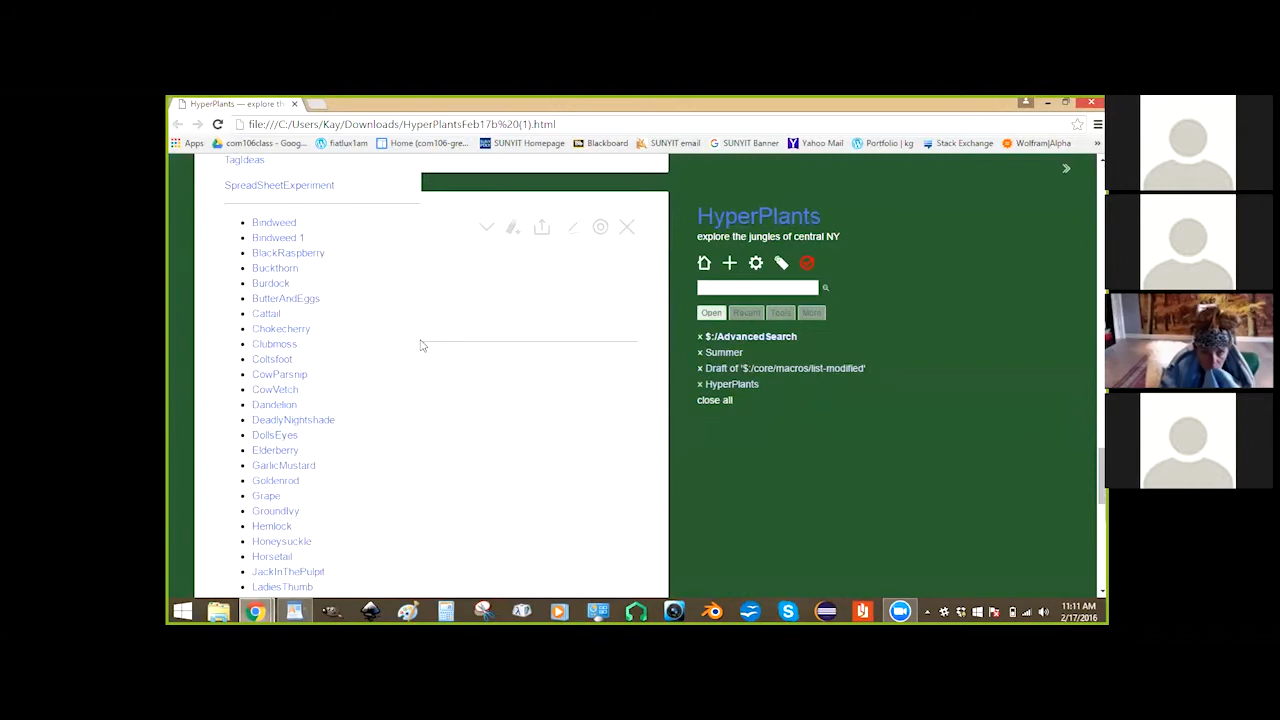 HyperPlants — explore th
file:///C:/Users/Kay/Downloads/HyperPlantsFeb17b%20(1).html
Apps com106class - Goog... fiatlux1am Home (com106-gre... SUNYIT Homepage Blackboard SUNYIT email SUNYIT Banner Yahoo Mail Portfolio | kg Stack Exchange Wolfram|Alpha
TagIdeas
SpreadSheetExperiment
Bindweed
Bindweed 1
BlackRaspberry
Buckthorn
Burdock
ButterAndEggs
Cattail
Chokecherry
Clubmoss
Coltsfoot
CowParsnip
CowVetch
Dandelion
DeadlyNightshade
DollsEyes
Elderberry
GarlicMustard
Goldenrod
Grape
GroundIvy
Hemlock
Honeysuckle
Horsetail
JackInThePulpit
LadiesThumb
HyperPlants
explore the jungles of central NY
Open Recent Tools More
× $:/AdvancedSearch
× Summer
× Draft of '$:/core/macros/list-modified'
× HyperPlants
close all
11:11 AM
2/17/2016